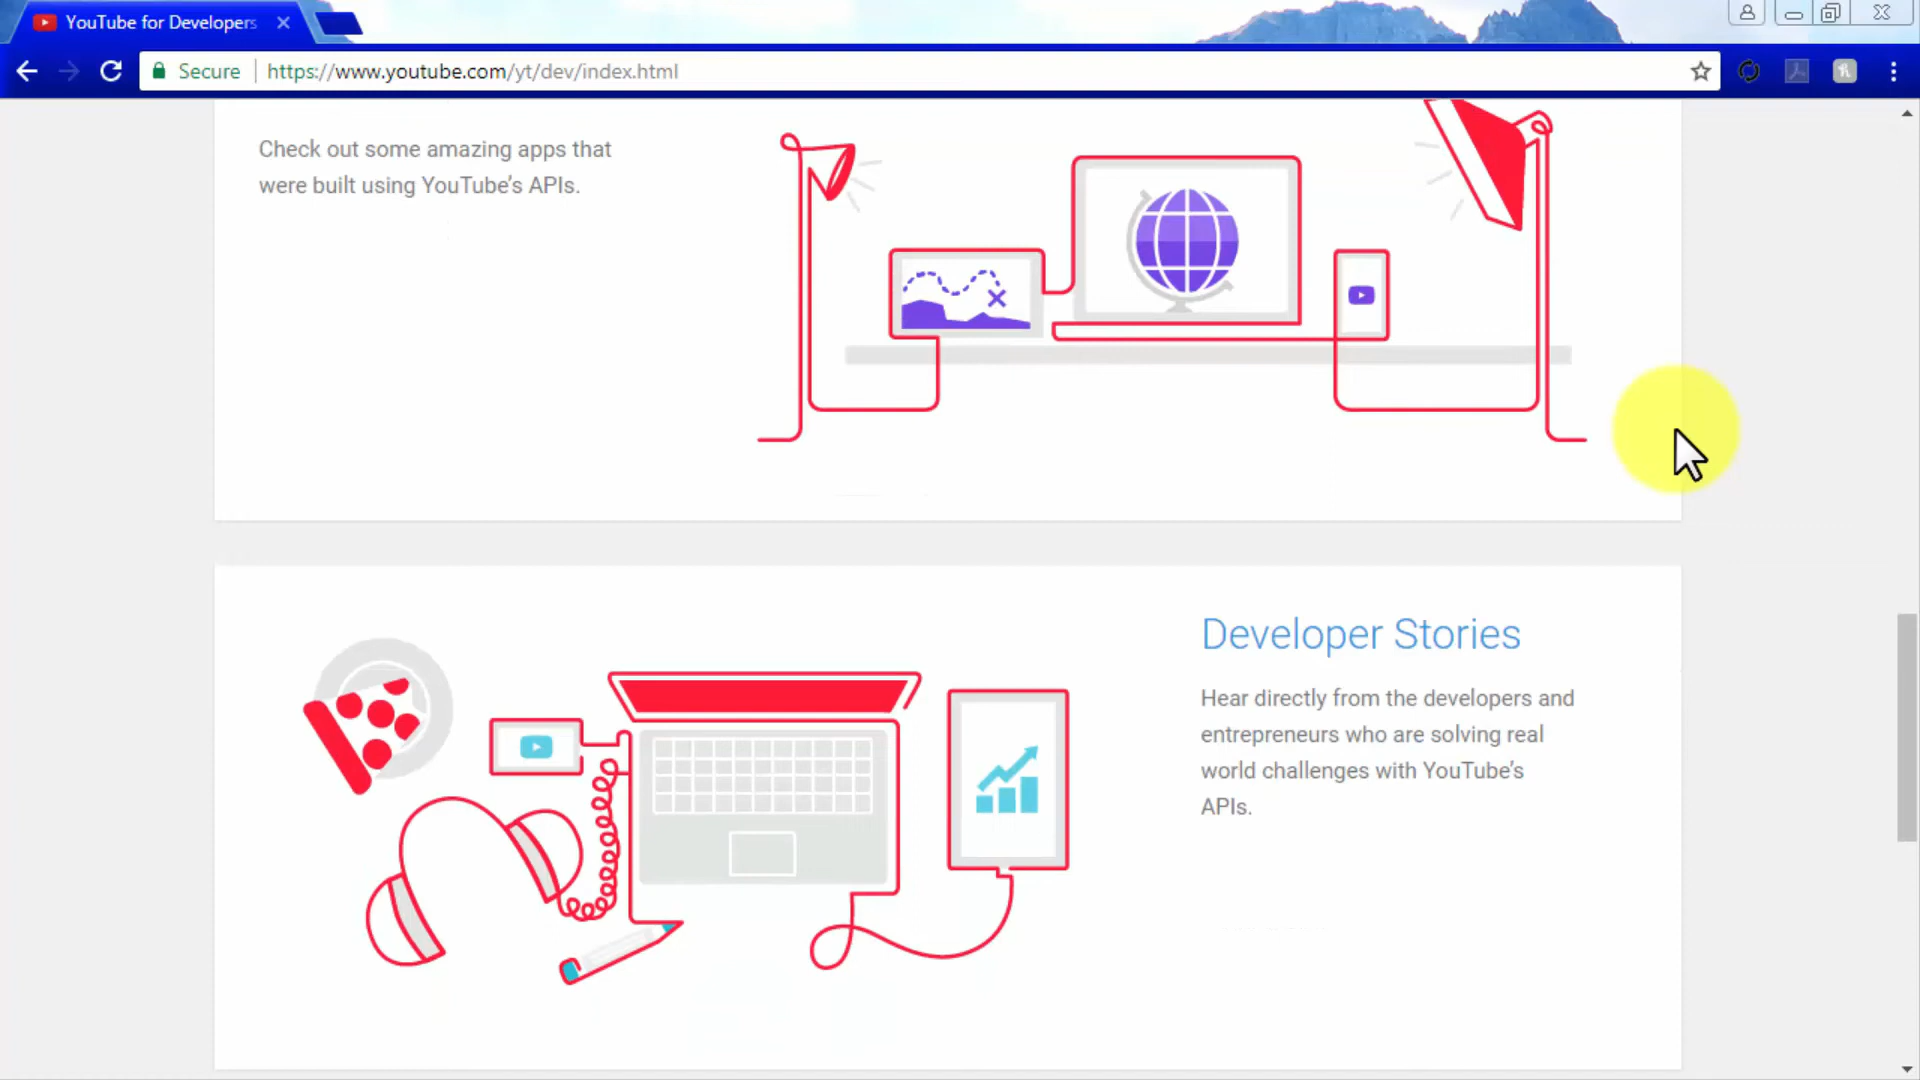 YouTube for Developers
Secure
https://www.youtube.com/yt/dev/index.html
Check out some amazing apps that
were built using YouTube’s APIs.
Developer Stories
Hear directly from the developers and
entrepreneurs who are solving real
world challenges with YouTube’s
APIs.